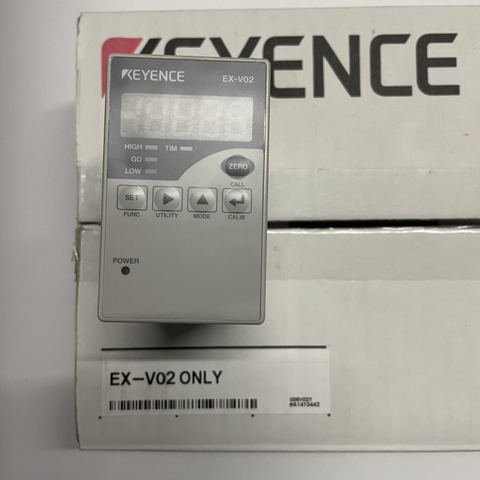 KEYENCE
KEYENCE EX-V02
HIGH TIM
GO
LOW
ZERO
CALL
SET
FUNC UTILITY MODE CALIB
POWER
EX-V02 ONLY